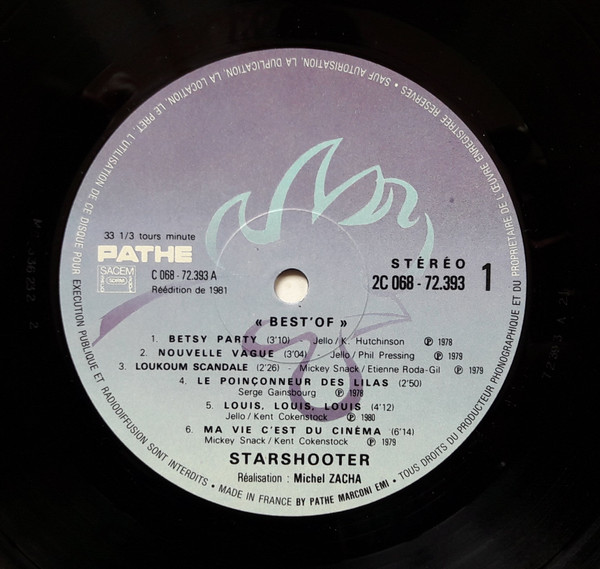 TOUS DROITS DU PRODUCTEUR PHONOGRAPHIQUE ET DU PROPRIETAIRE DE L'ŒUVRE ENREGISTREE RESERVES • SAUF AUTORISATION, LA DUPLICATION, LA LOCATION, LE PRET, L'UTILISATION DE CE DISQUE POUR EXECUTION PUBLIQUE ET RADIODIFFUSION SONT INTERDITS • MADE IN FRANCE BY PATHE MARCONI EMI •
33 1/3 tours minute
PATHE
SACEM
SDRM
C 068 - 72.393 A
Réédition de 1981
STÉRÉO
2C 068 - 72.393 1
« BEST'OF »
1. BETSY PARTY (3'10) - Jello/K. Hutchinson ℗ 1978
2. NOUVELLE VAGUE (3'04) - Jello/Phil Pressing ℗ 1979
3. LOUKOUM SCANDALE (2'26) - Mickey Snack/Etienne Roda-Gil ℗ 1979
4. LE POINÇONNEUR DES LILAS (2'50)
Serge Gainsbourg ℗ 1978
5. LOUIS, LOUIS, LOUIS (4'12)
Jello/Kent Cokenstock ℗ 1980
6. MA VIE C'EST DU CINÉMA (6'14)
Mickey Snack/Kent Cokenstock ℗ 1979
STARSHOOTER
Réalisation : Michel ZACHA